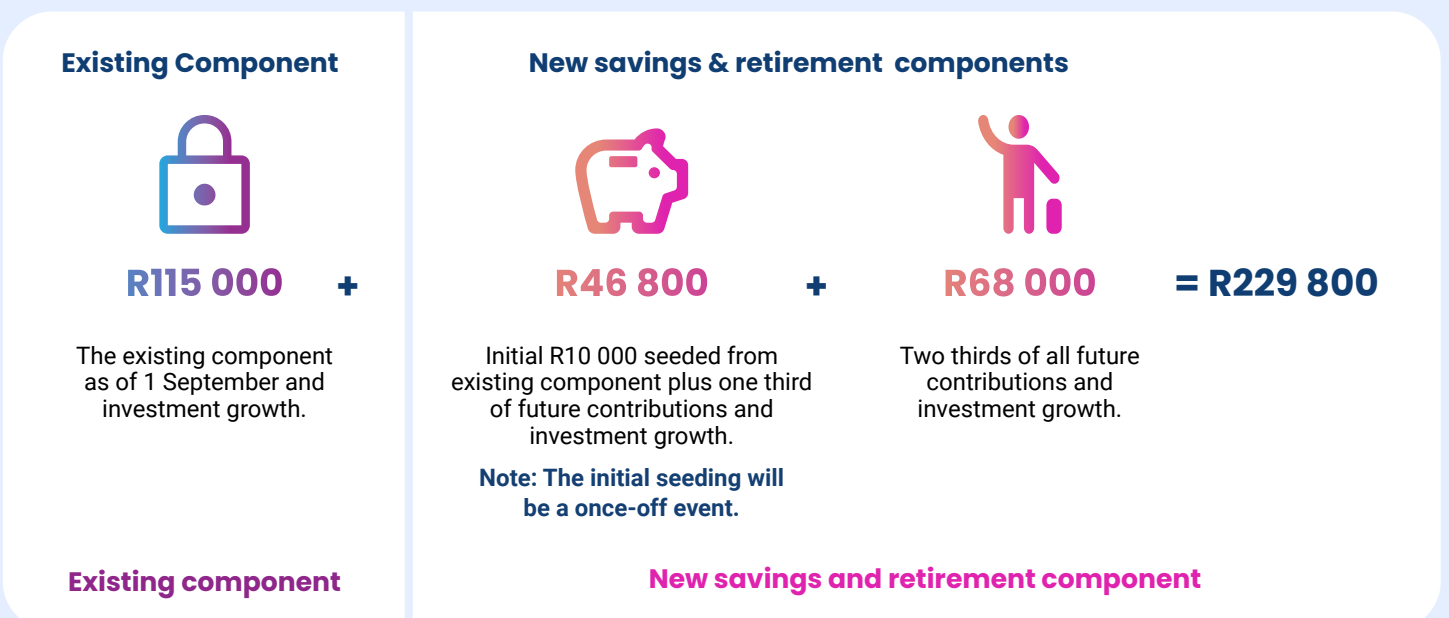 Existing Component
New savings & retirement components
R115 000 + R46 800 + R68 000 = R229 800
The existing component
as of 1 September and
investment growth.
Initial R10 000 seeded from
existing component plus one third
of future contributions and
investment growth.
Note: The initial seeding will
be a once-off event.
Two thirds of all future
contributions and
investment growth.
Existing component
New savings and retirement component